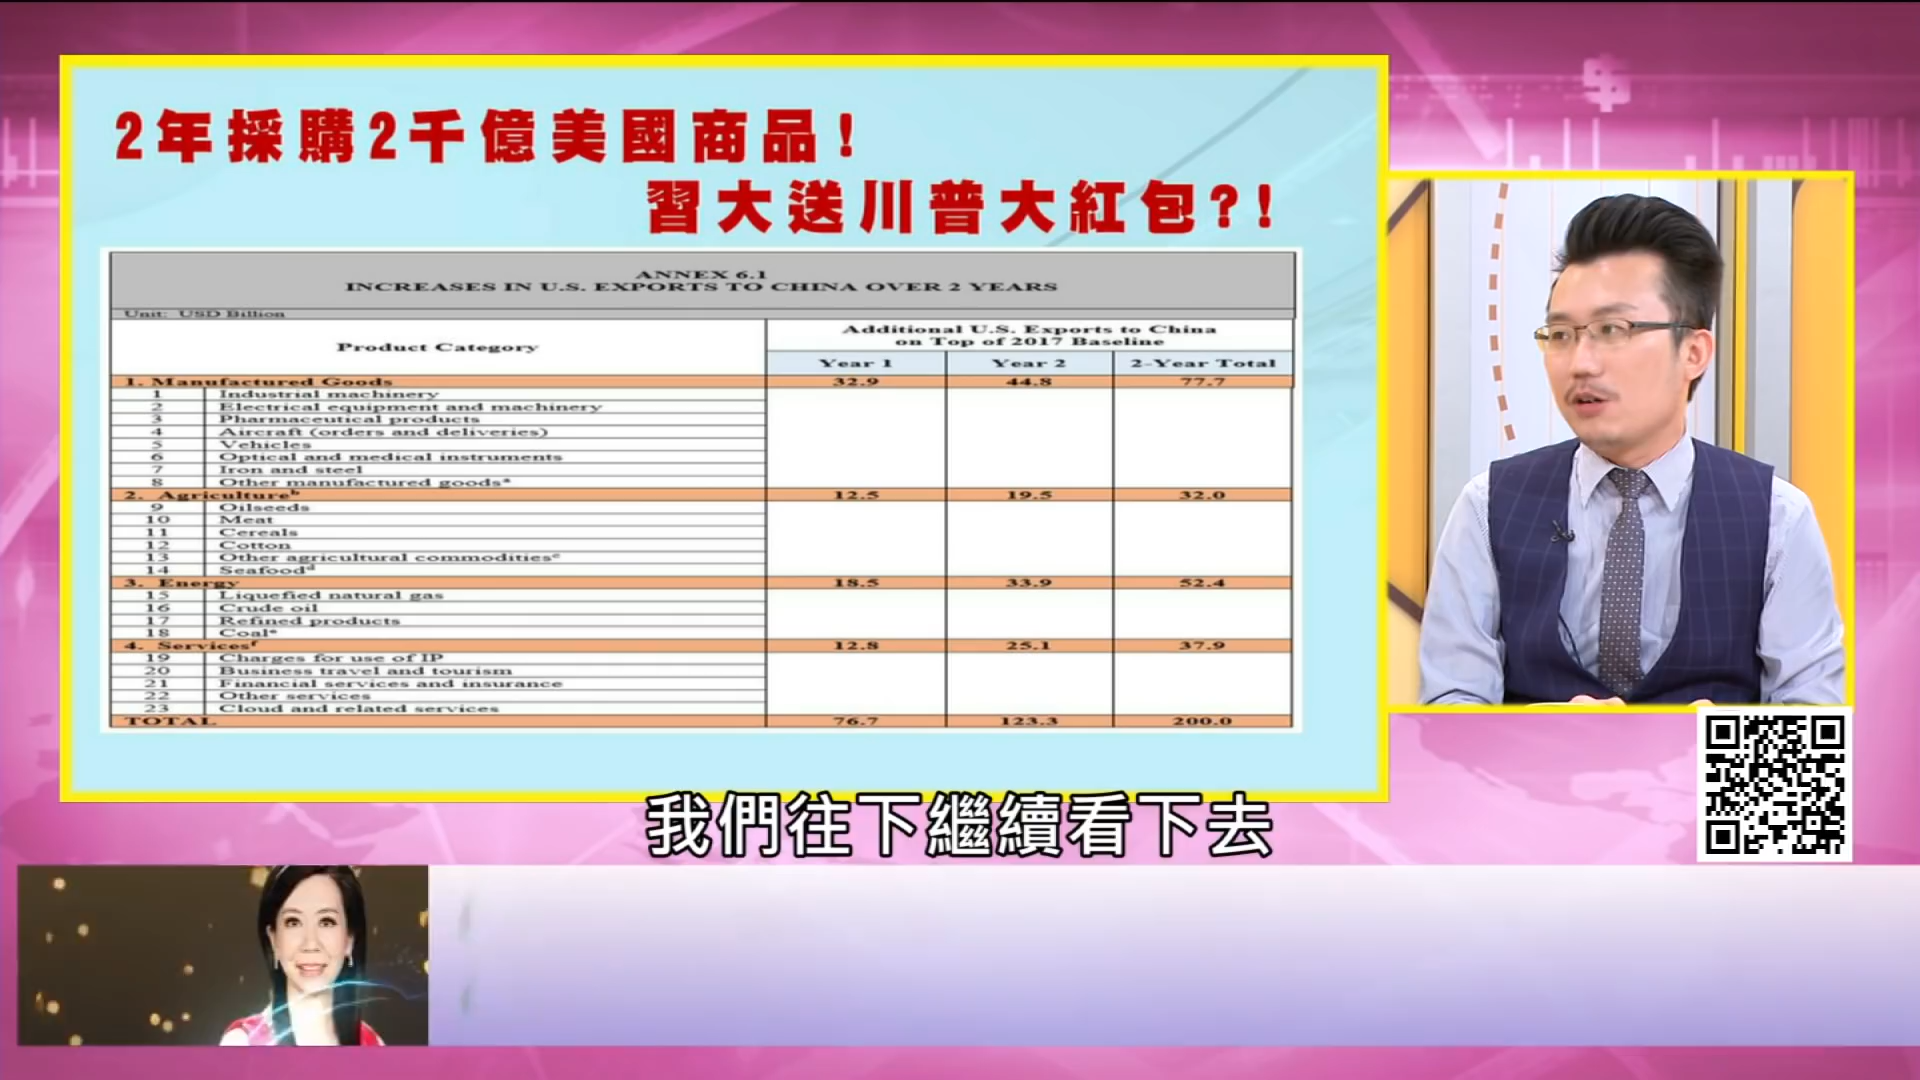 2年採購2千億美國商品!
習大送川普大紅包?!
ANNEX 6.1
INCREASES IN U.S. EXPORTS TO CHINA OVER 2 YEARS
Unit: USD Billion
Product Category
Additional U.S. Exports to China
on Top of 2017 Baseline
Year 1 Year 2 2-Year Total
1. Manufactured Goods 32.9 44.8 77.7
1 Industrial machinery
2 Electrical equipment and machinery
3 Pharmaceutical products
4 Aircraft (orders and deliveries)
5 Vehicles
6 Optical and medical instruments
7 Iron and steel
8 Other manufactured goodsᵃ
2. Agricultureᵇ 12.5 19.5 32.0
9 Oilseeds
10 Meat
11 Cereals
12 Cotton
13 Other agricultural commoditiesᶜ
14 Seafoodᵈ
3. Energy 18.5 33.9 52.4
15 Liquefied natural gas
16 Crude oil
17 Refined products
18 Coalᵉ
4. Servicesᶠ 12.8 25.1 37.9
19 Charges for use of IP
20 Business travel and tourism
21 Financial services and insurance
22 Other services
23 Cloud and related services
TOTAL 76.7 123.3 200.0
我們往下繼續看下去